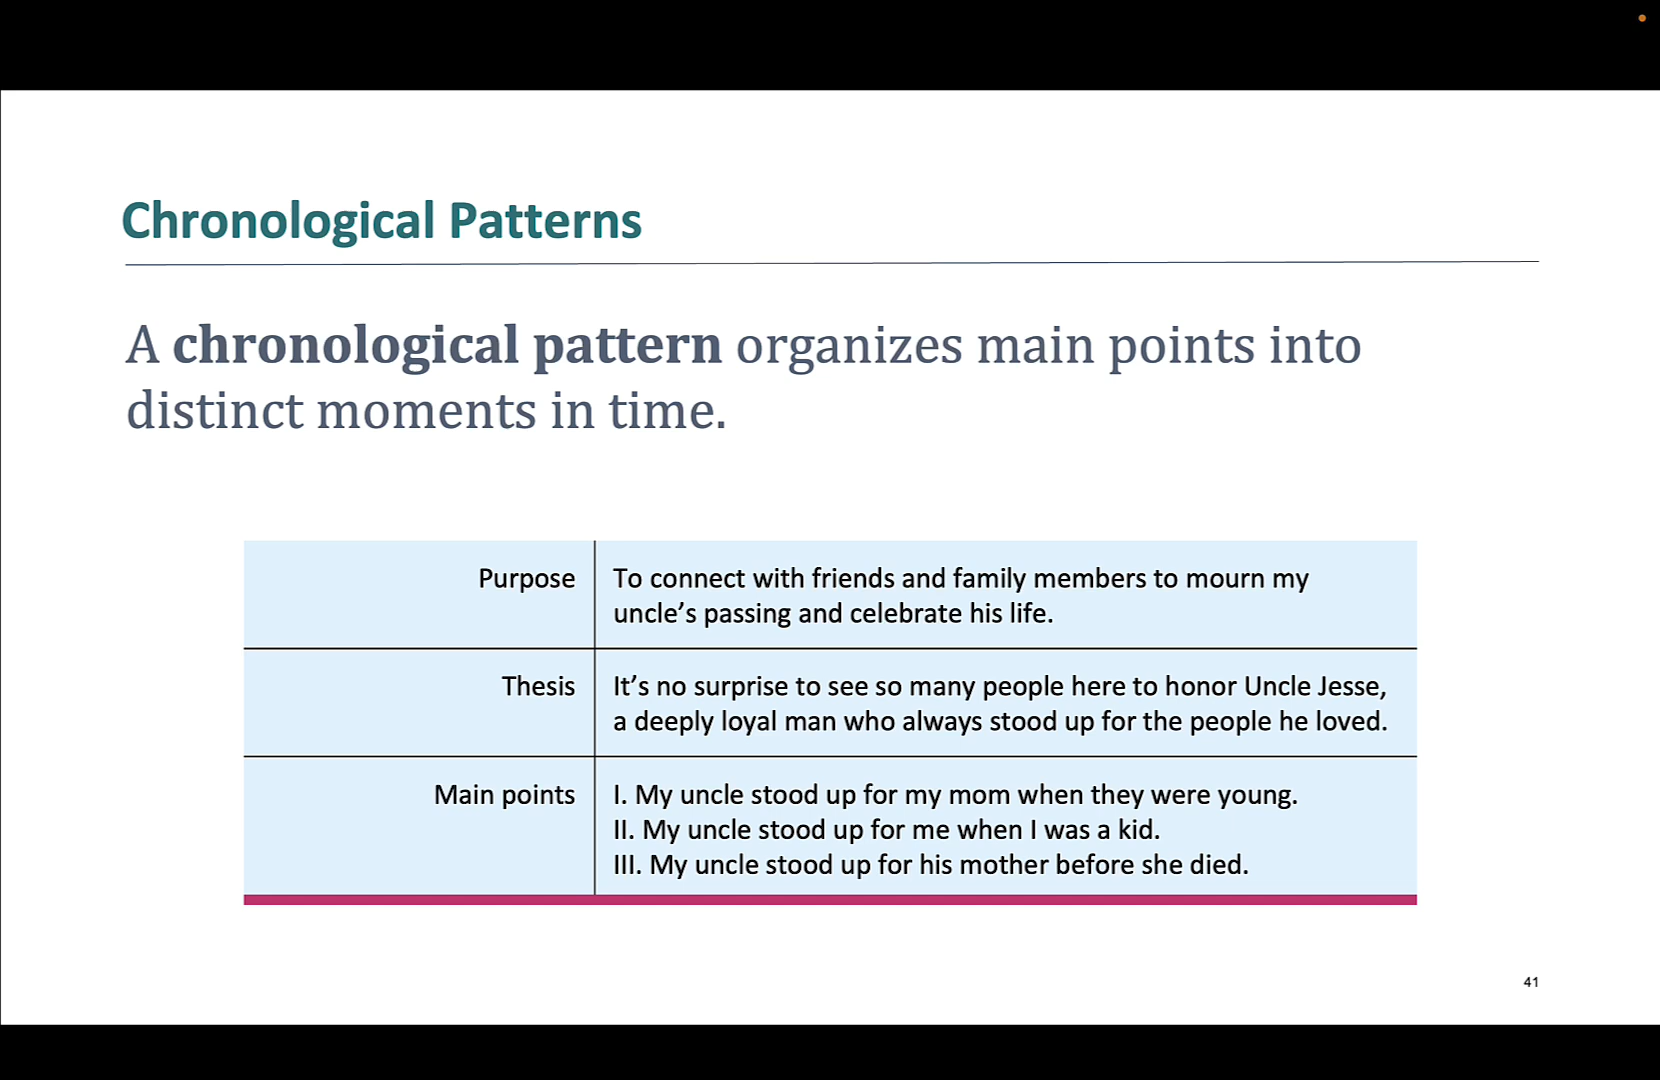 Chronological Patterns
A chronological pattern organizes main points into
distinct moments in time.
Purpose
To connect with friends and family members to mourn my
uncle’s passing and celebrate his life.
Thesis
It’s no surprise to see so many people here to honor Uncle Jesse,
a deeply loyal man who always stood up for the people he loved.
Main points
I. My uncle stood up for my mom when they were young.
II. My uncle stood up for me when I was a kid.
III. My uncle stood up for his mother before she died.
41